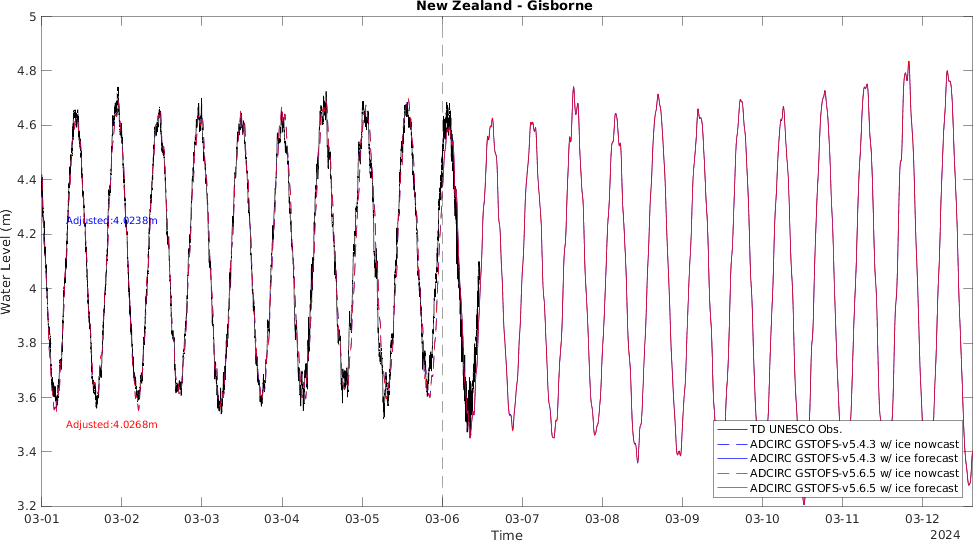 New Zealand - Gisborne
5
4.8
4.6
4.4
4.2
4
3.8
3.6
3.4
3.2
Water Level (m)
Adjusted:4.0238m
Adjusted:4.0268m
TD UNESCO Obs.
ADCIRC GSTOFS-v5.4.3 w/ ice nowcast
ADCIRC GSTOFS-v5.4.3 w/ ice forecast
ADCIRC GSTOFS-v5.6.5 w/ ice nowcast
ADCIRC GSTOFS-v5.6.5 w/ ice forecast
03-01 03-02 03-03 03-04 03-05 03-06 03-07 03-08 03-09 03-10 03-11 03-12
Time
2024